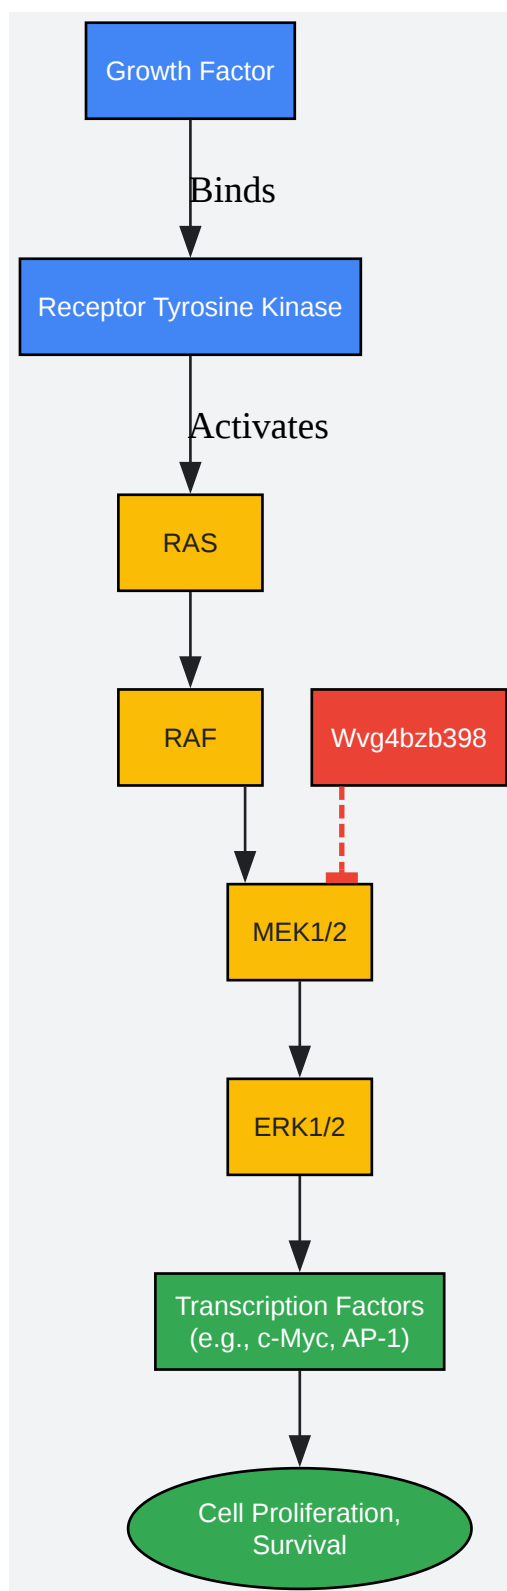 Growth Factor
Binds
Receptor Tyrosine Kinase
Activates
RAS
RAF
Wvg4bzb398
MEK1/2
ERK1/2
Transcription Factors
(e.g., c-Myc, AP-1)
Cell Proliferation,
Survival